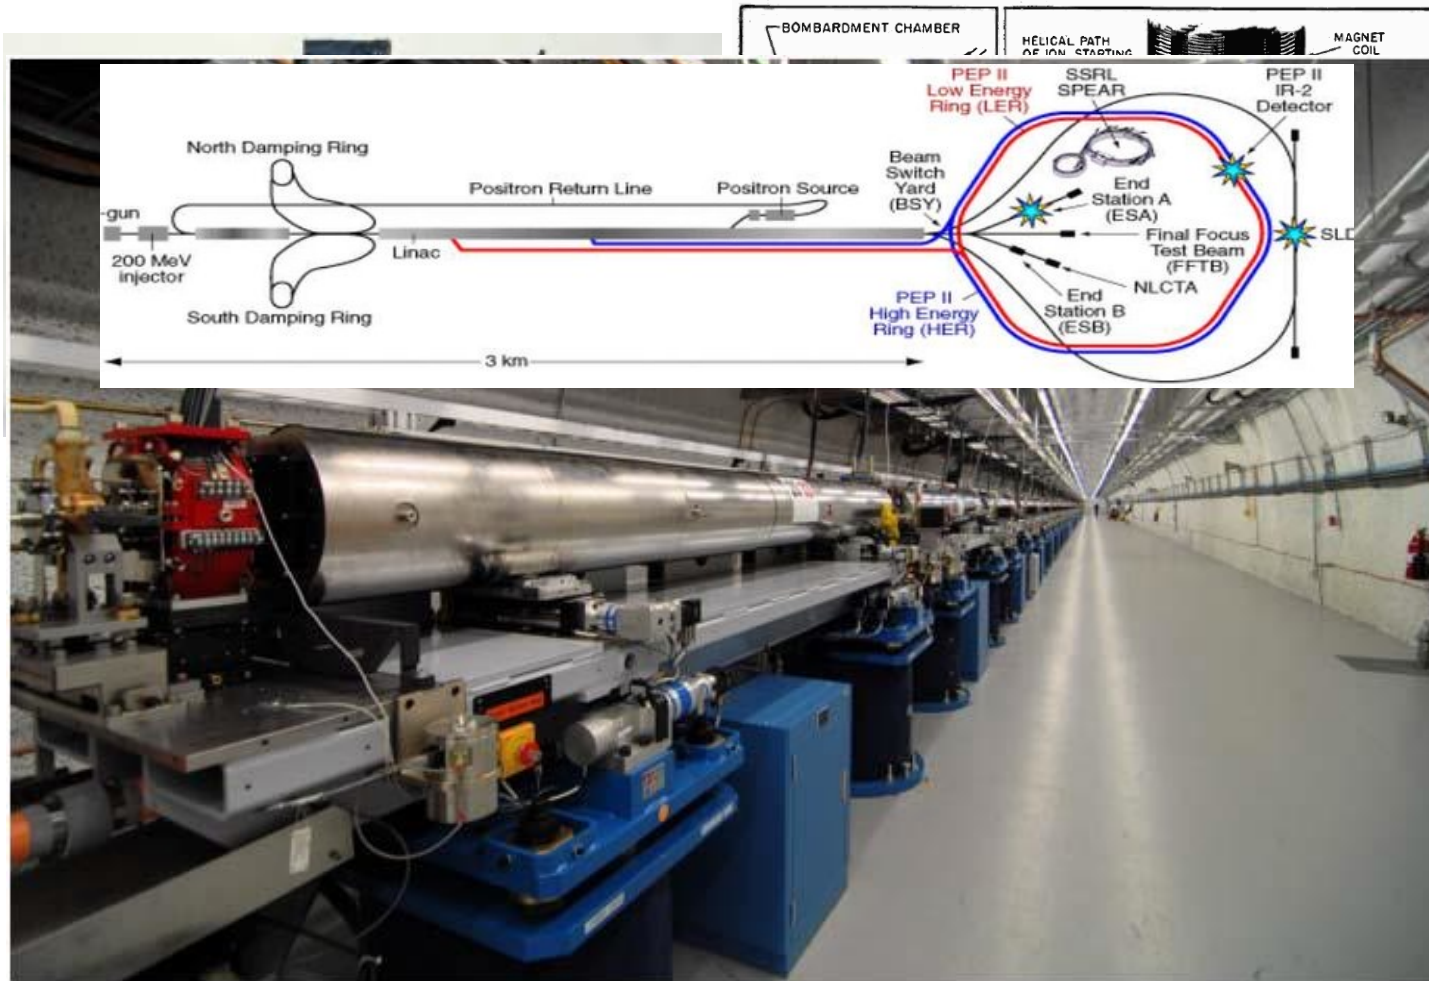 BOMBARDMENT CHAMBER
HELICAL PATH
OF ION STARTING
MAGNET
COIL
PEP II
Low Energy
Ring (LER)
SSRL
SPEAR
PEP II
IR-2
Detector
North Damping Ring
Positron Return Line
Positron Source
Beam
Switch
Yard
(BSY)
End
Station A
(ESA)
-gun
200 MeV
injector
Linac
Final Focus
Test Beam
(FFTB)
SLD
NLCTA
South Damping Ring
PEP II
High Energy
Ring (HER)
End
Station B
(ESB)
3 km